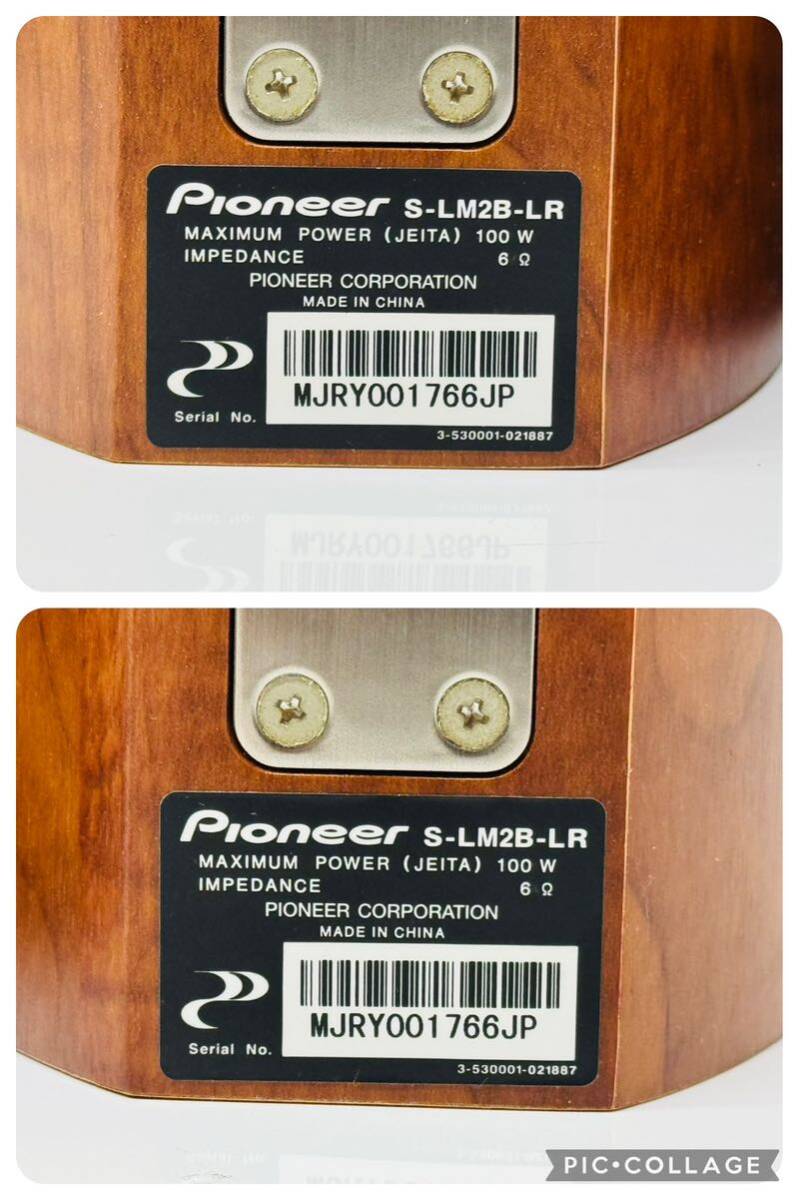 Pioneer S-LM2B-LR
MAXIMUM POWER (JEITA) 100 W
IMPEDANCE 6 Ω
PIONEER CORPORATION
MADE IN CHINA
MJRY001766JP
Serial No.
3-530001-021887
Pioneer S-LM2B-LR
MAXIMUM POWER (JEITA) 100 W
IMPEDANCE 6 Ω
PIONEER CORPORATION
MADE IN CHINA
MJRY001766JP
Serial No.
3-530001-021887
PIC•COLLAGE